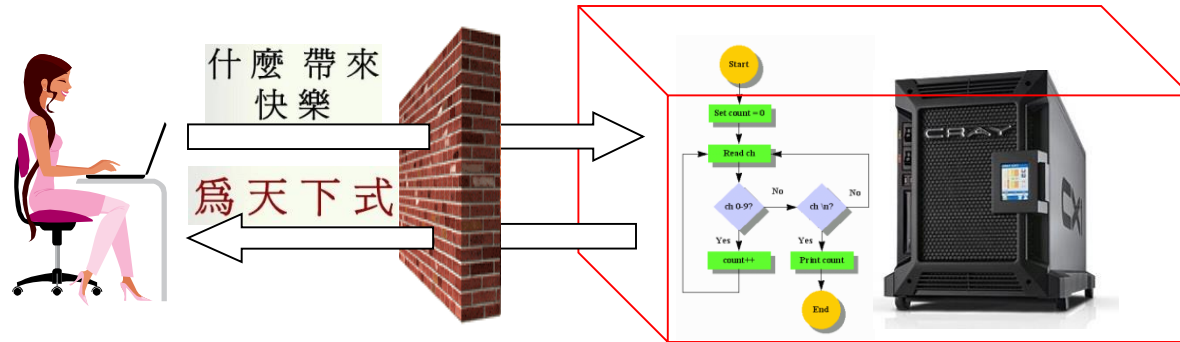 什麼帶來
快樂
爲天下式
Start
Set count = 0
Read ch
ch 0-9?
No
ch \n?
No
Yes
Yes
count++
Print count
End
CRAY